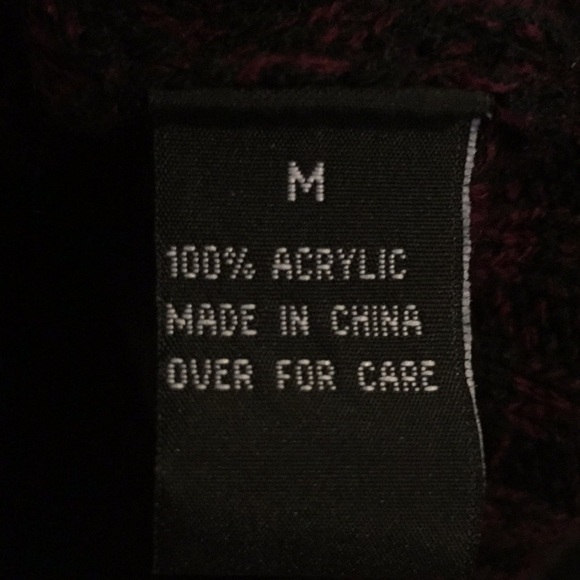 M
100% ACRYLIC
MADE IN CHINA
OVER FOR CARE